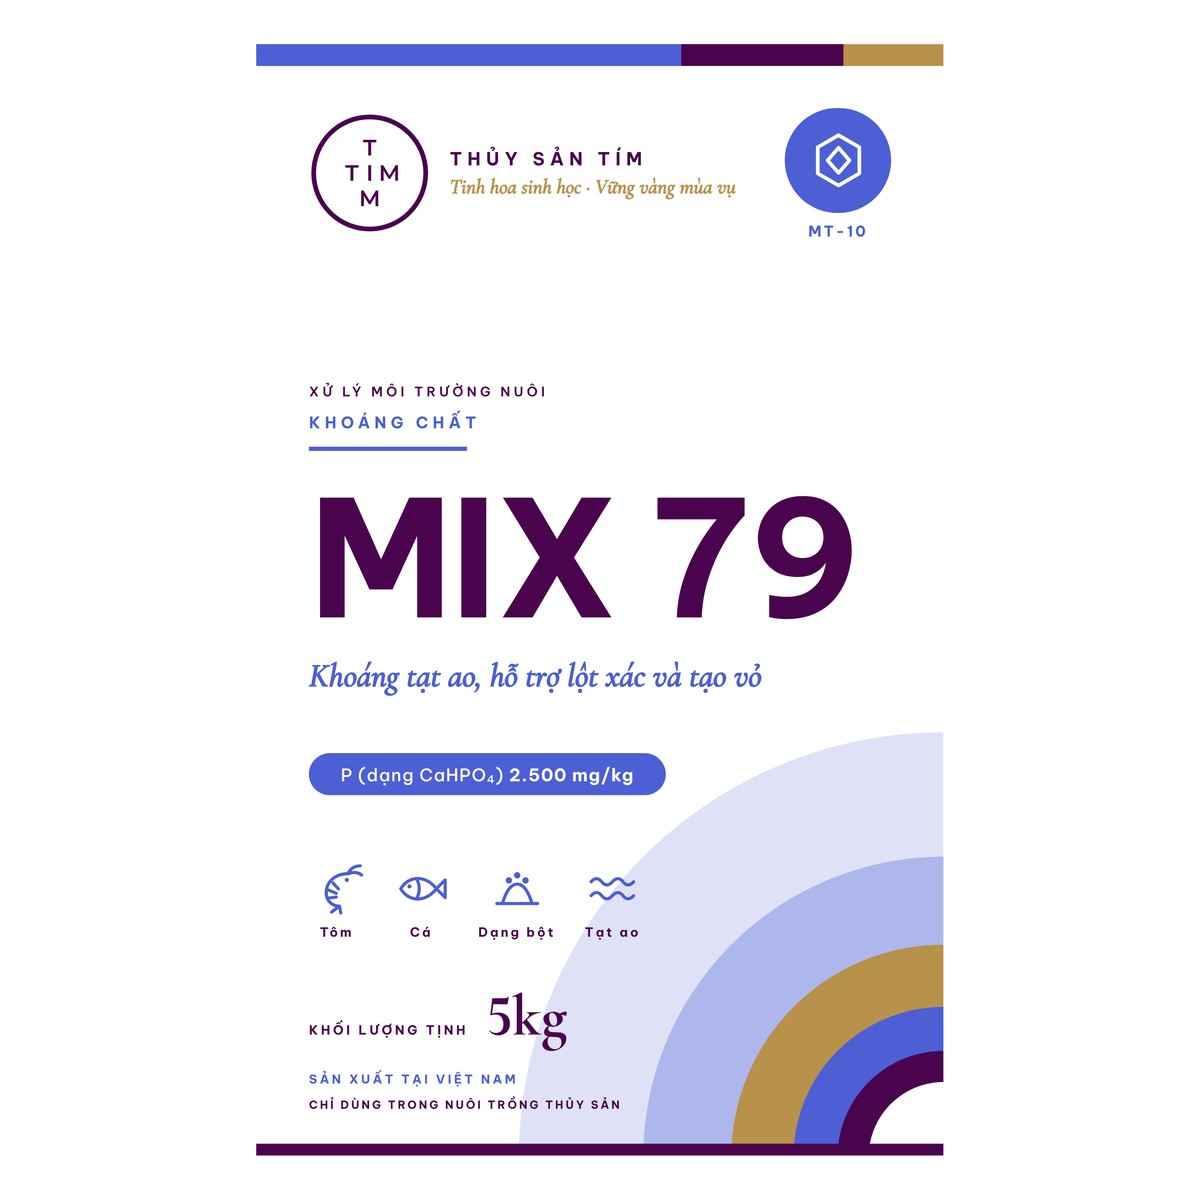 T
TIM
M
THỦY SẢN TÍM
Tinh hoa sinh học · Vững vàng mùa vụ
MT-10
XỬ LÝ MÔI TRƯỜNG NUÔI
KHOÁNG CHẤT
MIX 79
Khoáng tạt ao, hỗ trợ lột xác và tạo vỏ
P (dạng CaHPO₄) 2.500 mg/kg
Tôm
Cá
Dạng bột
Tạt ao
KHỐI LƯỢNG TỊNH 5kg
SẢN XUẤT TẠI VIỆT NAM
CHỈ DÙNG TRONG NUÔI TRỒNG THỦY SẢN